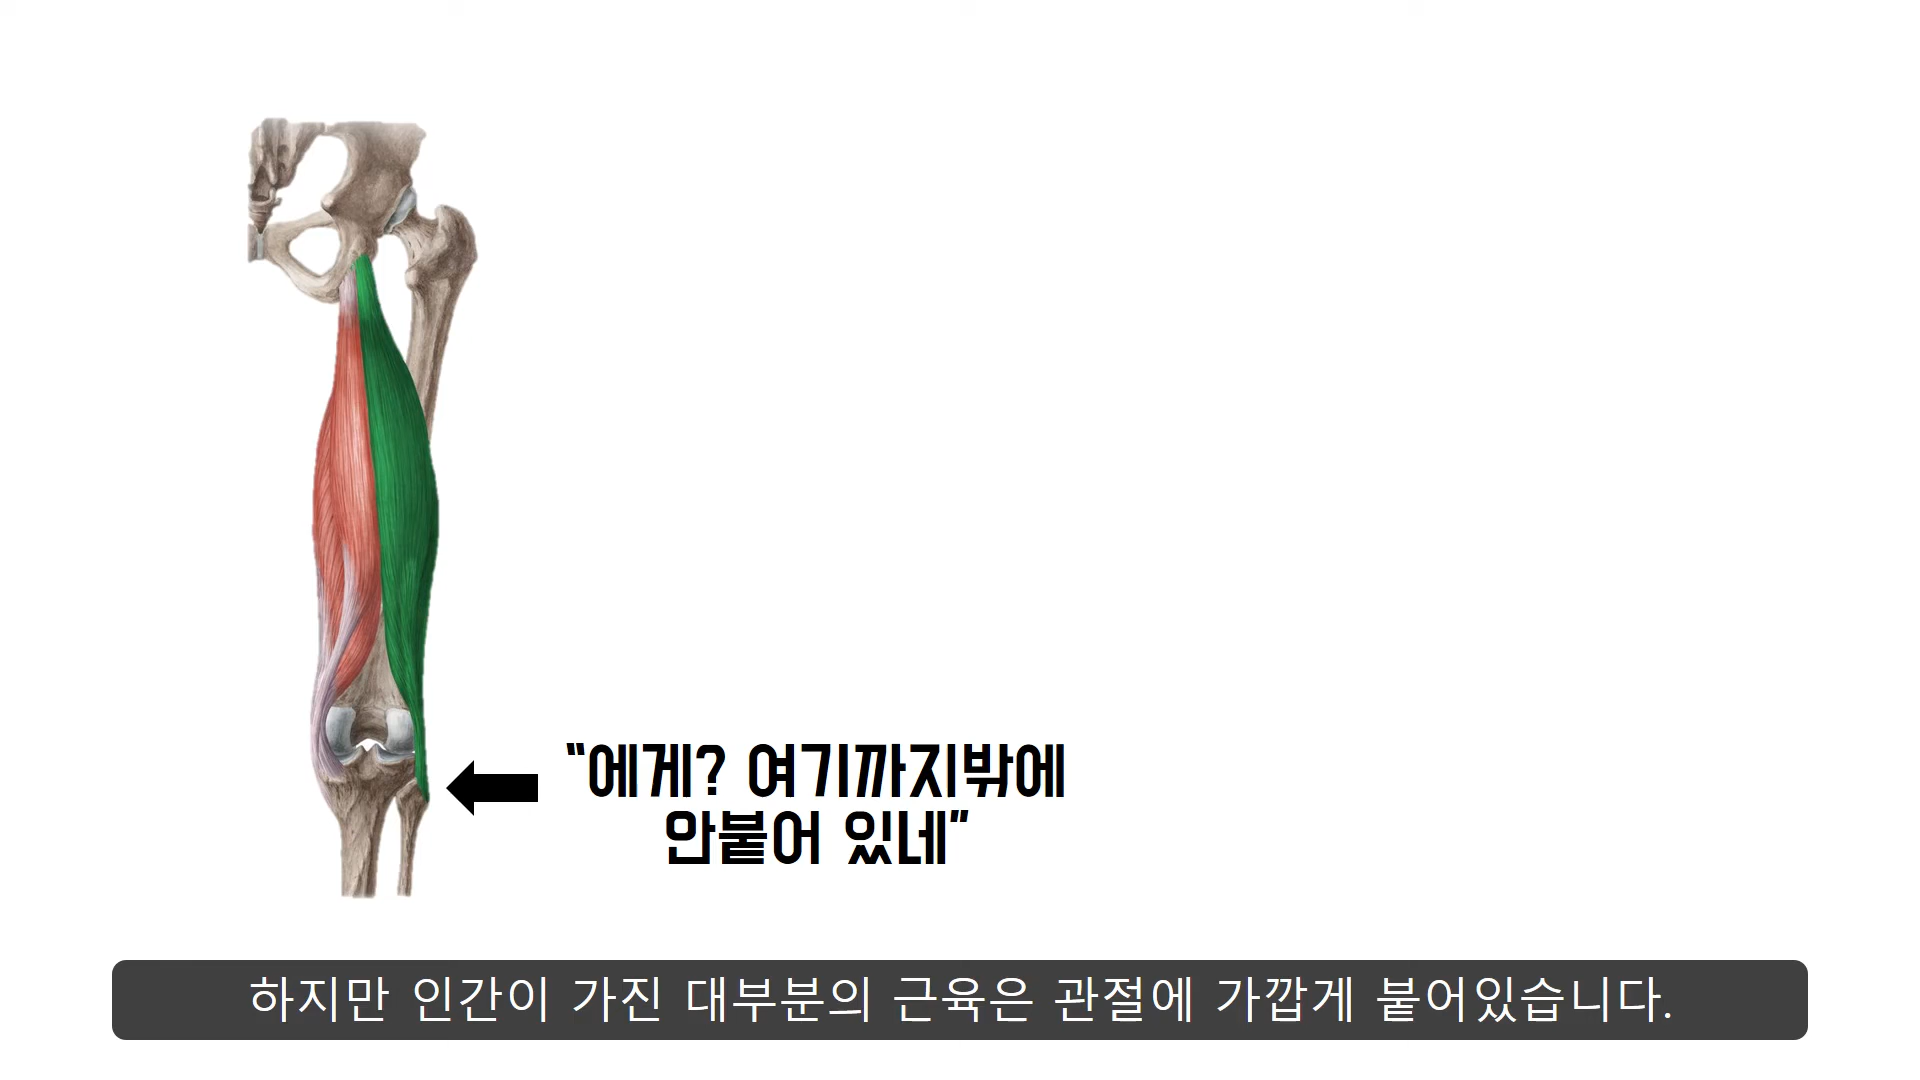 “에게? 여기까지밖에
안붙어 있네”
하지만 인간이 가진 대부분의 근육은 관절에 가깝게 붙어있습니다.